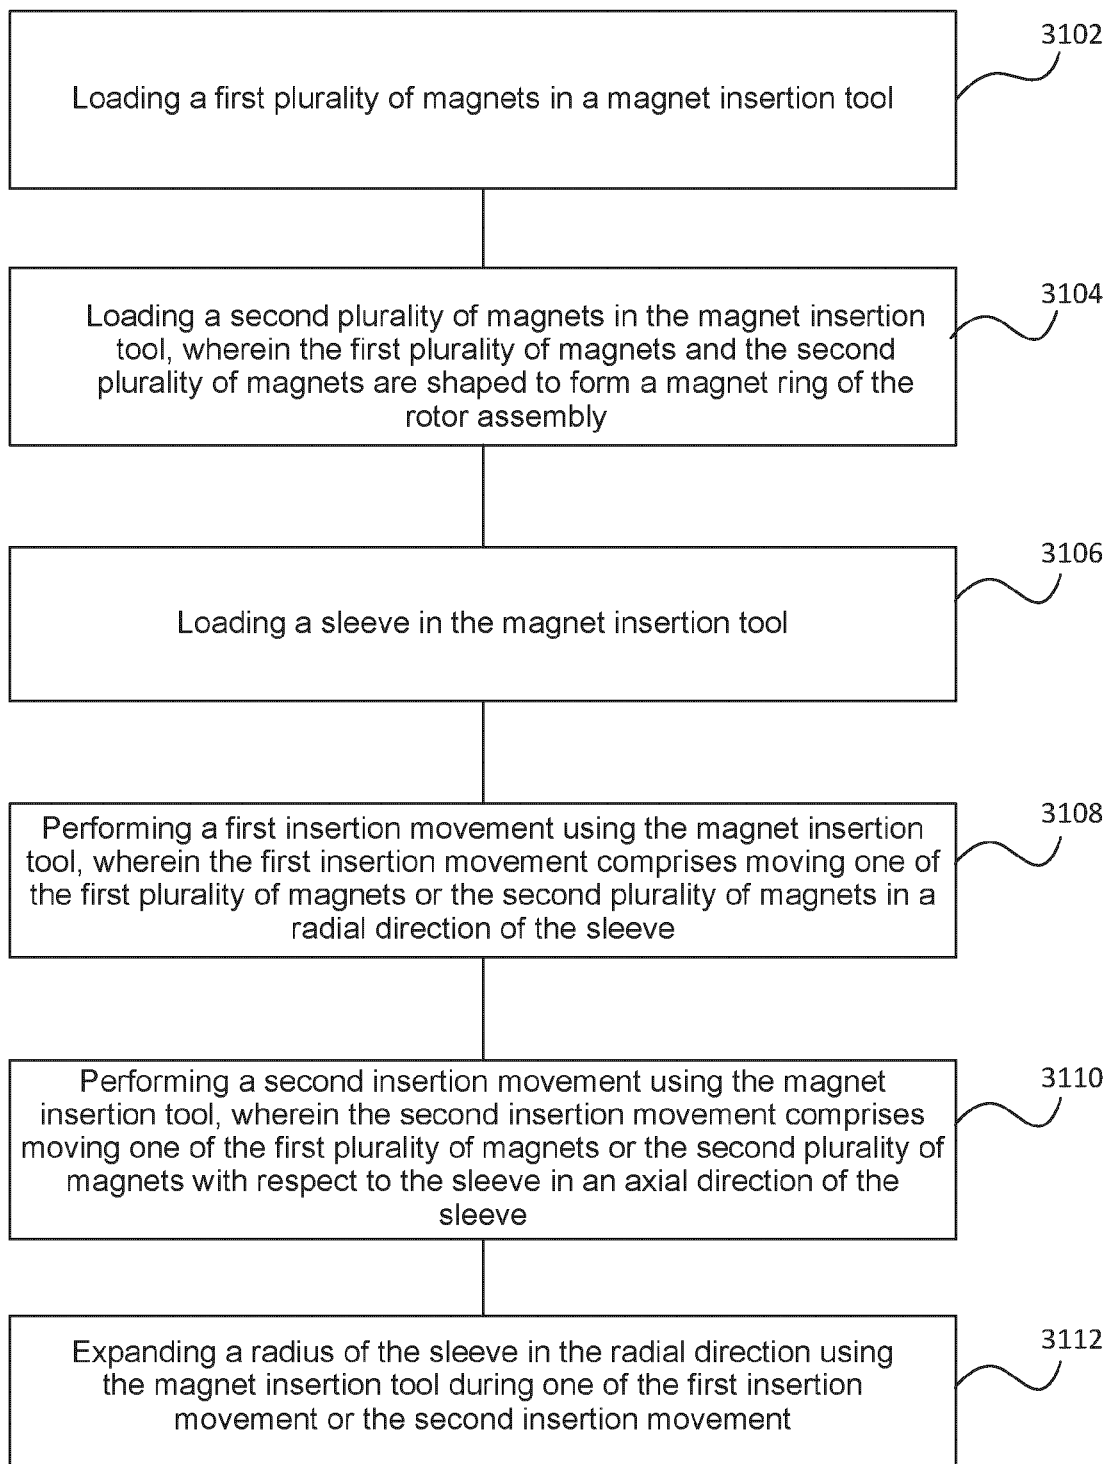 3102
Loading a first plurality of magnets in a magnet insertion tool
3104
Loading a second plurality of magnets in the magnet insertion
tool, wherein the first plurality of magnets and the second
plurality of magnets are shaped to form a magnet ring of the
rotor assembly
3106
Loading a sleeve in the magnet insertion tool
3108
Performing a first insertion movement using the magnet insertion
tool, wherein the first insertion movement comprises moving one of
the first plurality of magnets or the second plurality of magnets in a
radial direction of the sleeve
3110
Performing a second insertion movement using the magnet
insertion tool, wherein the second insertion movement comprises
moving one of the first plurality of magnets or the second plurality of
magnets with respect to the sleeve in an axial direction of the
sleeve
3112
Expanding a radius of the sleeve in the radial direction using
the magnet insertion tool during one of the first insertion
movement or the second insertion movement